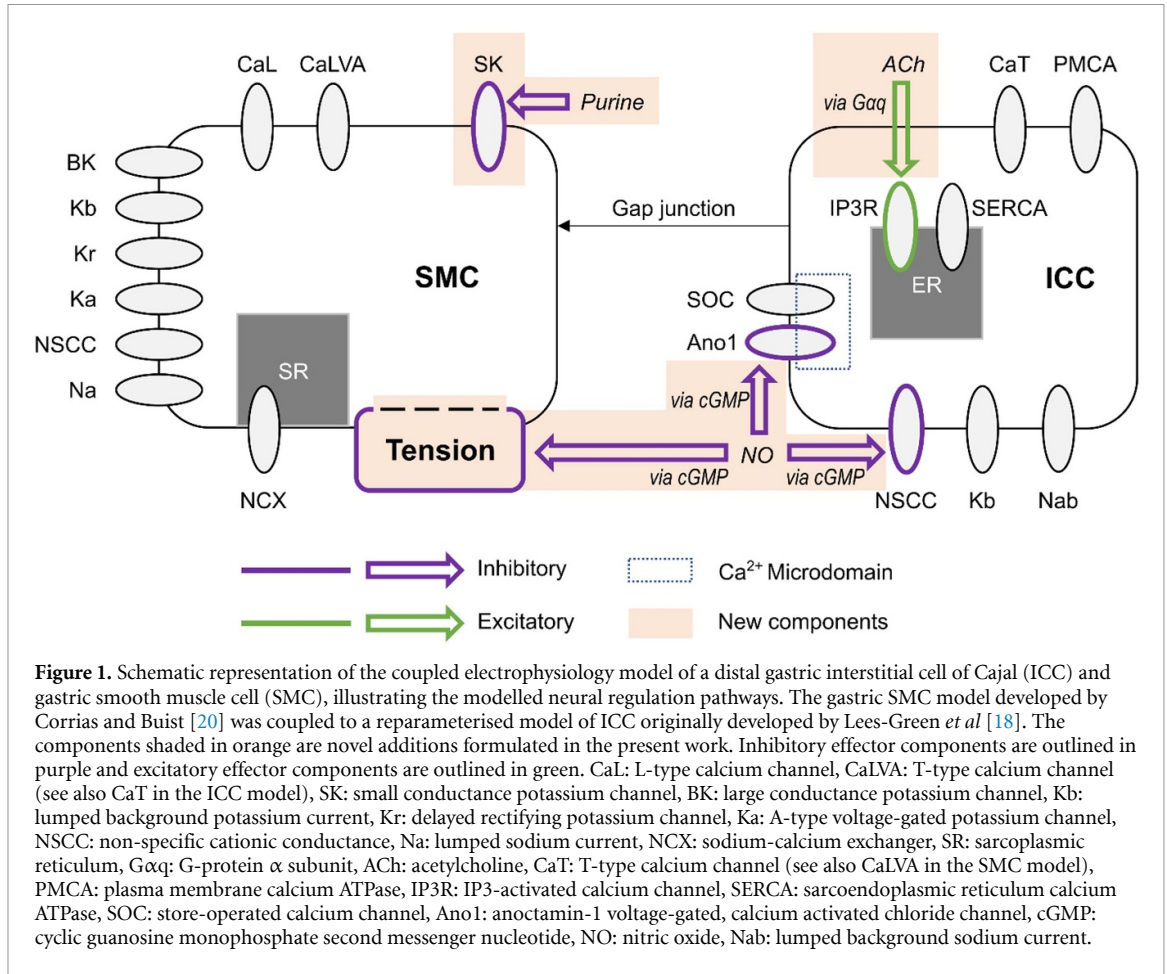 CaL CaLVA SK ACh CaT PMCA
Purine via Gαq
BK
Kb
Kr
Ka
NSCC
Na
SMC
SR
NCX
Tension
Gap junction
IP3R SERCA
ER
ICC
SOC
Ano1
via cGMP
NO
via cGMP via cGMP
NSCC Kb Nab
Inhibitory Ca2+ Microdomain
Excitatory New components
Figure 1. Schematic representation of the coupled electrophysiology model of a distal gastric interstitial cell of Cajal (ICC) and
gastric smooth muscle cell (SMC), illustrating the modelled neural regulation pathways. The gastric SMC model developed by
Corrias and Buist [20] was coupled to a reparameterised model of ICC originally developed by Lees-Green et al [18]. The
components shaded in orange are novel additions formulated in the present work. Inhibitory effector components are outlined in
purple and excitatory effector components are outlined in green. CaL: L-type calcium channel, CaLVA: T-type calcium channel
(see also CaT in the ICC model), SK: small conductance potassium channel, BK: large conductance potassium channel, Kb:
lumped background potassium current, Kr: delayed rectifying potassium channel, Ka: A-type voltage-gated potassium channel,
NSCC: non-specific cationic conductance, Na: lumped sodium current, NCX: sodium-calcium exchanger, SR: sarcoplasmic
reticulum, Gαq: G-protein α subunit, ACh: acetylcholine, CaT: T-type calcium channel (see also CaLVA in the SMC model),
PMCA: plasma membrane calcium ATPase, IP3R: IP3-activated calcium channel, SERCA: sarcoendoplasmic reticulum calcium
ATPase, SOC: store-operated calcium channel, Ano1: anoctamin-1 voltage-gated, calcium activated chloride channel, cGMP:
cyclic guanosine monophosphate second messenger nucleotide, NO: nitric oxide, Nab: lumped background sodium current.